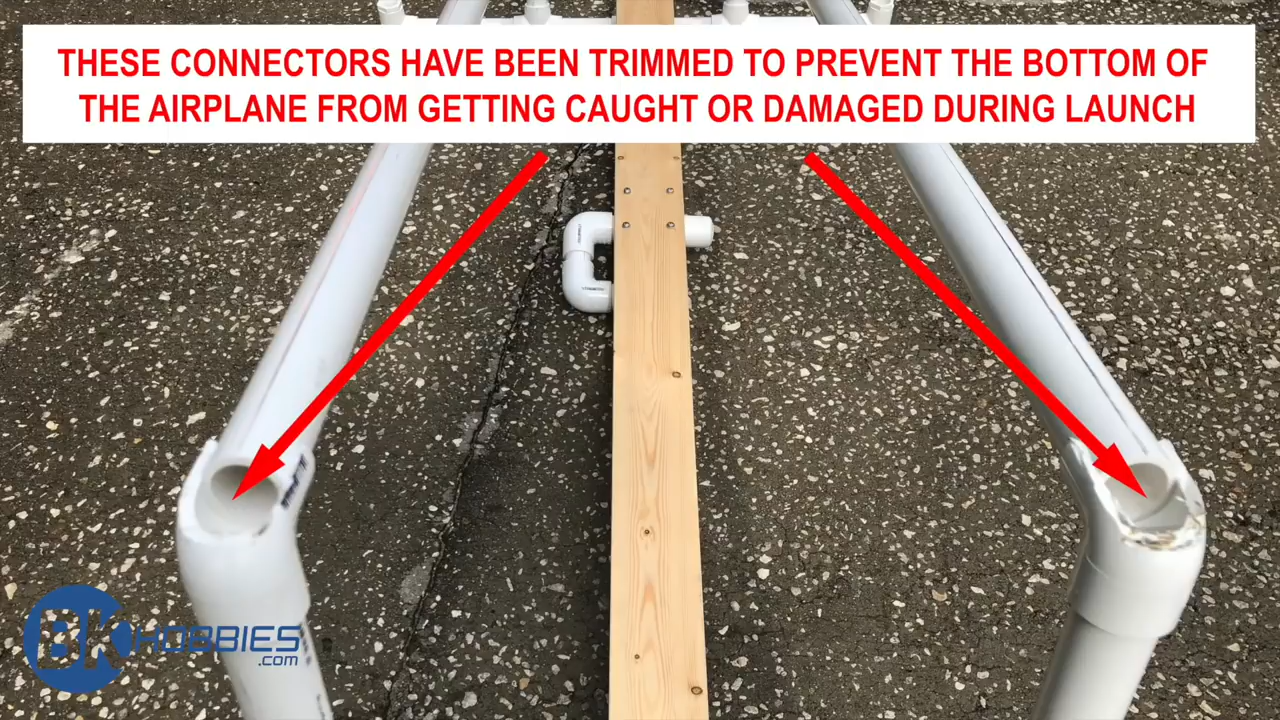 THESE CONNECTORS HAVE BEEN TRIMMED TO PREVENT THE BOTTOM OF
THE AIRPLANE FROM GETTING CAUGHT OR DAMAGED DURING LAUNCH
BK HOBBIES
.com